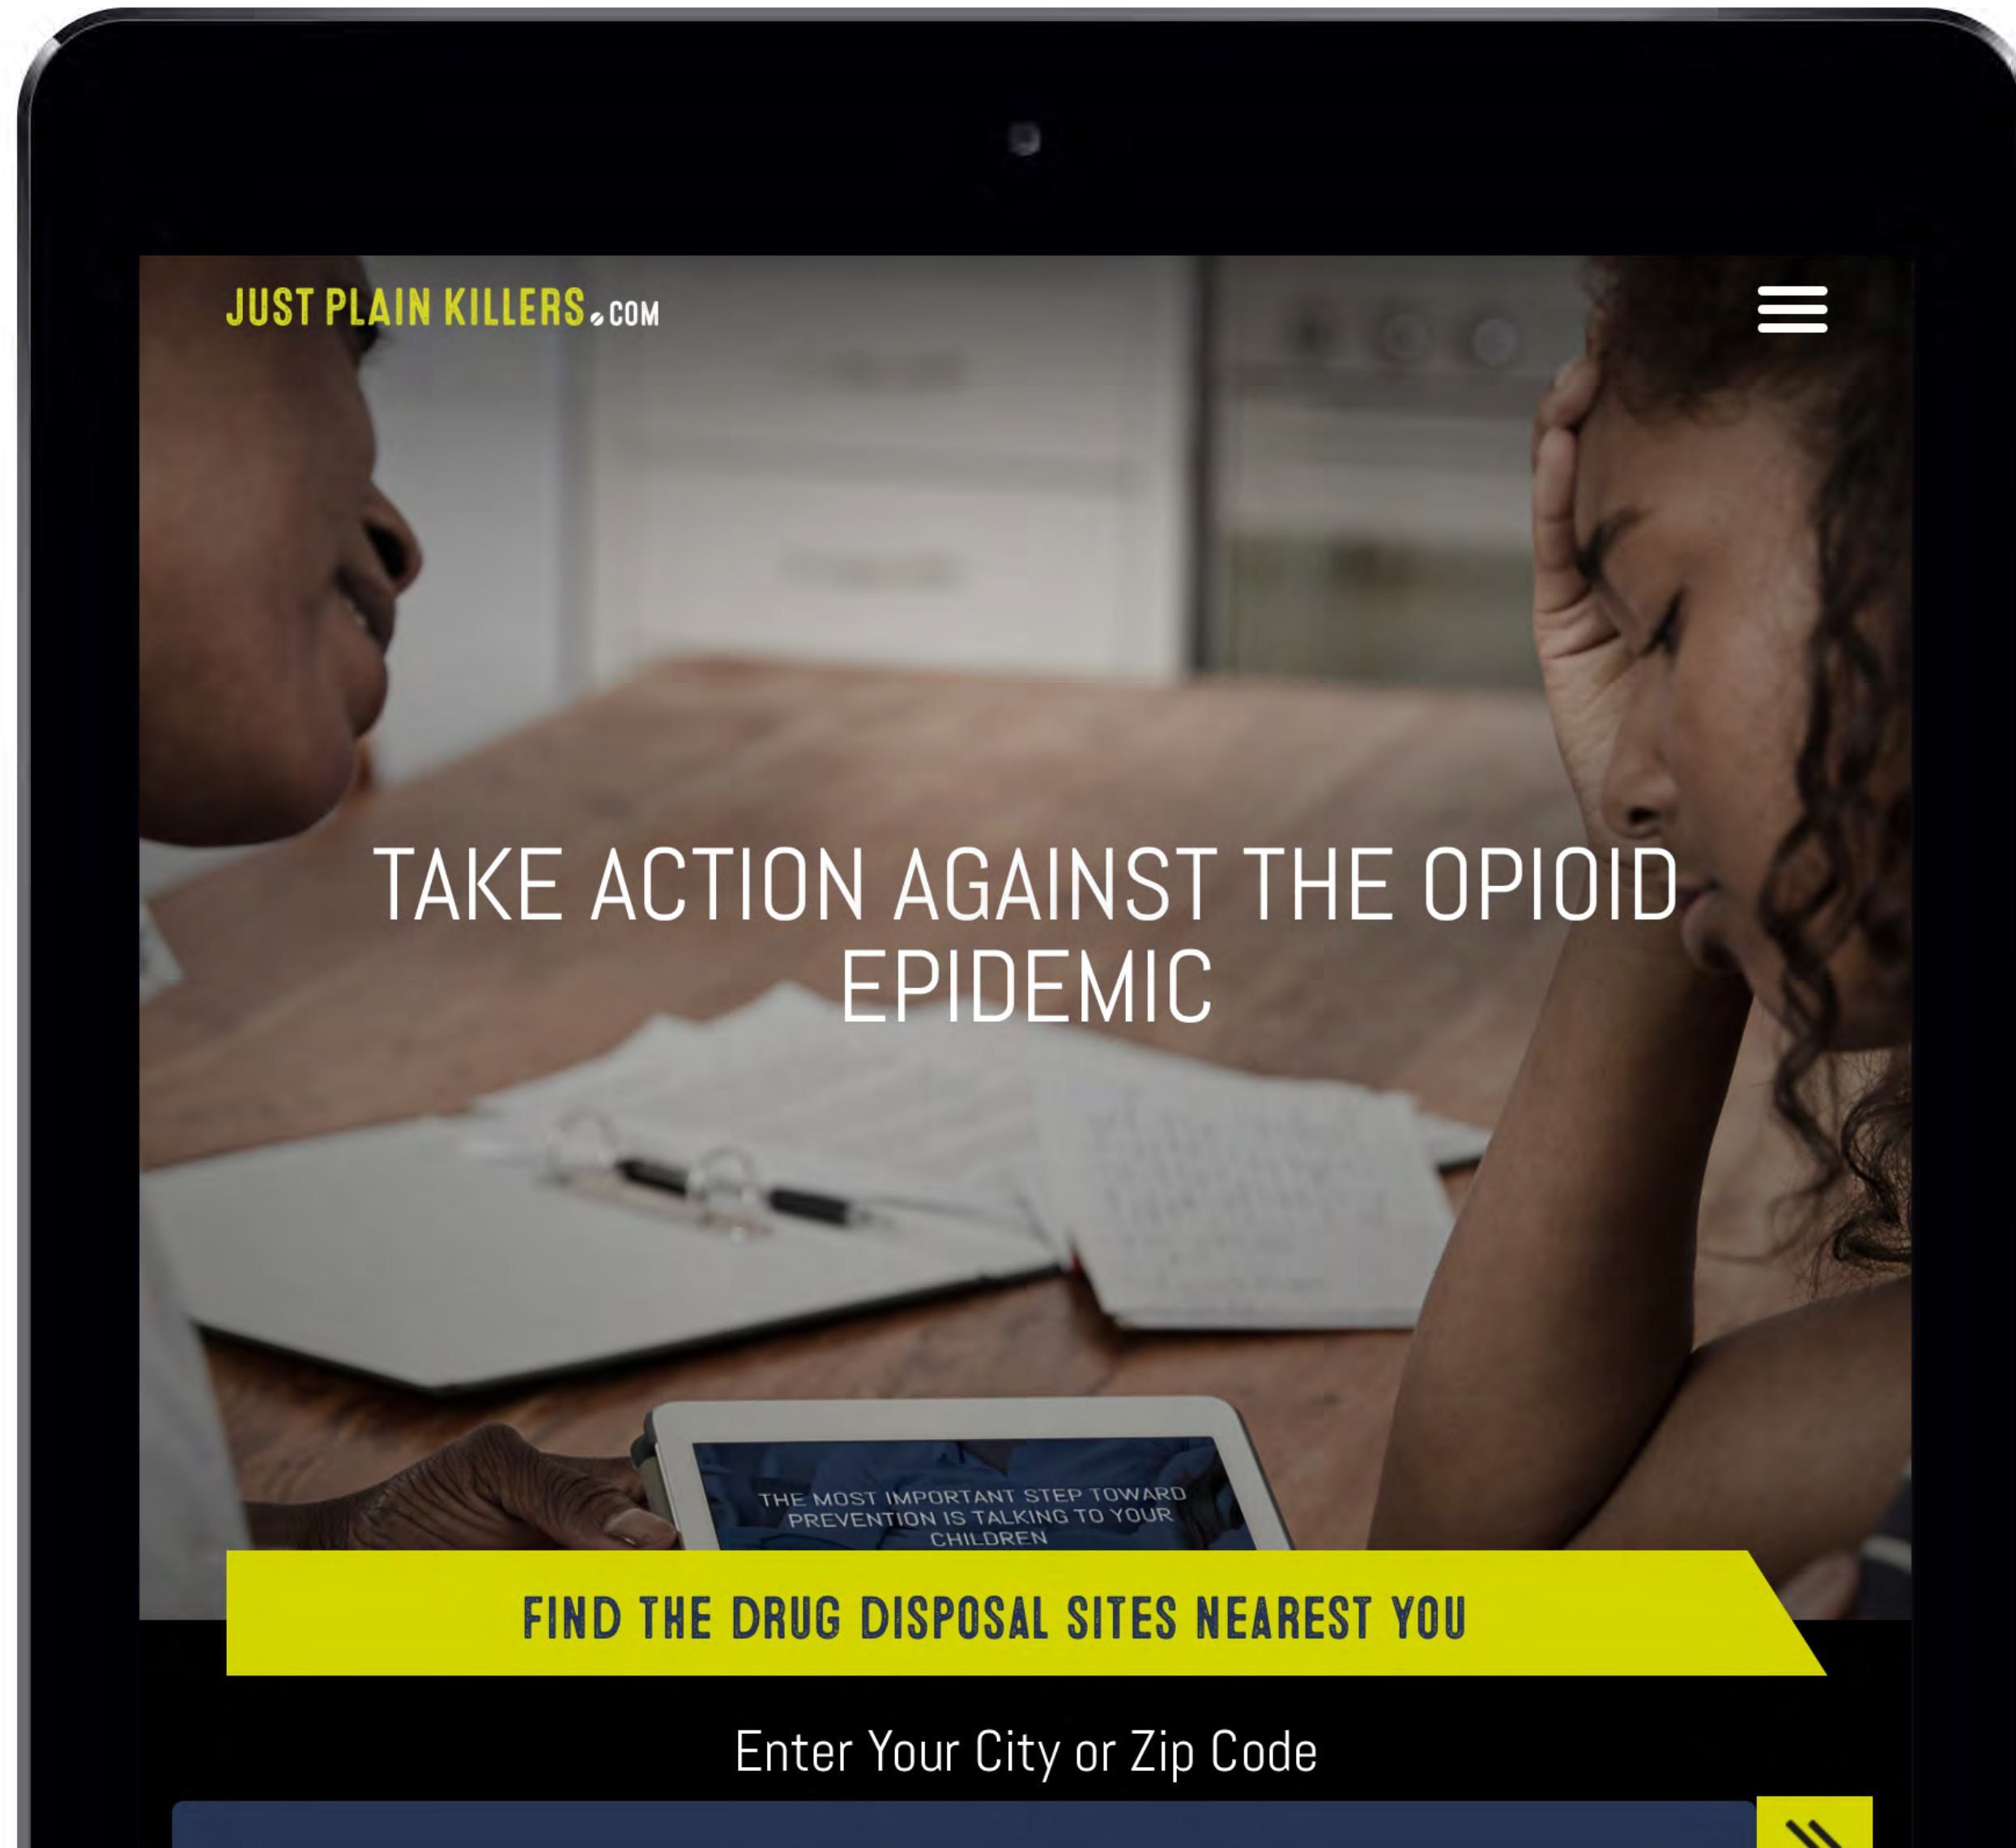 JUST PLAIN KILLERS.COM
TAKE ACTION AGAINST THE OPIOID
EPIDEMIC
THE MOST IMPORTANT STEP TOWARD
PREVENTION IS TALKING TO YOUR
CHILDREN
FIND THE DRUG DISPOSAL SITES NEAREST YOU
Enter Your City or Zip Code